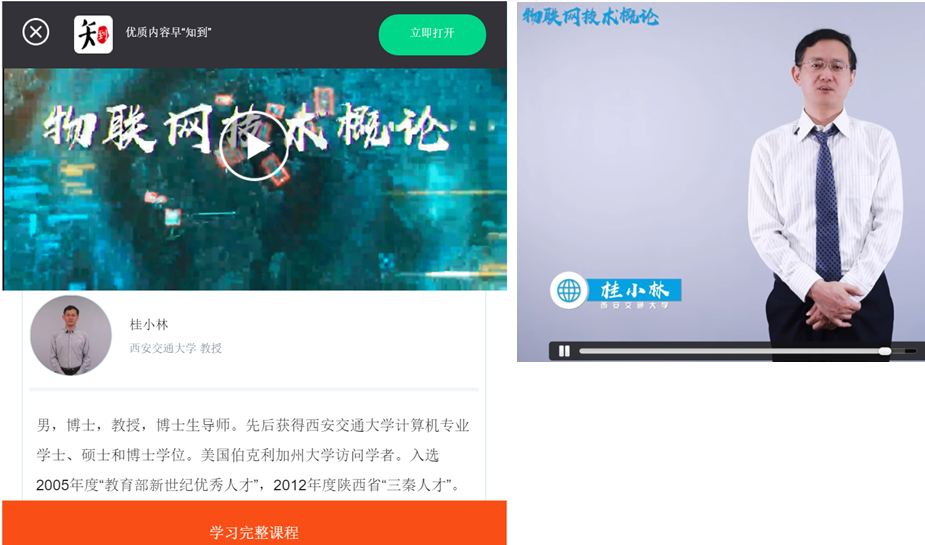 知到
优质内容早“知到”
立即打开
物联网技术概论
桂小林
西安交通大学 教授
男，博士，教授，博士生导师。先后获得西安交通大学计算机专业
学士、硕士和博士学位。美国伯克利加州大学访问学者。入选
2005年度“教育部新世纪优秀人才”，2012年度陕西省“三秦人才”。
学习完整课程
物联网技术概论
桂小林
西安交通大学